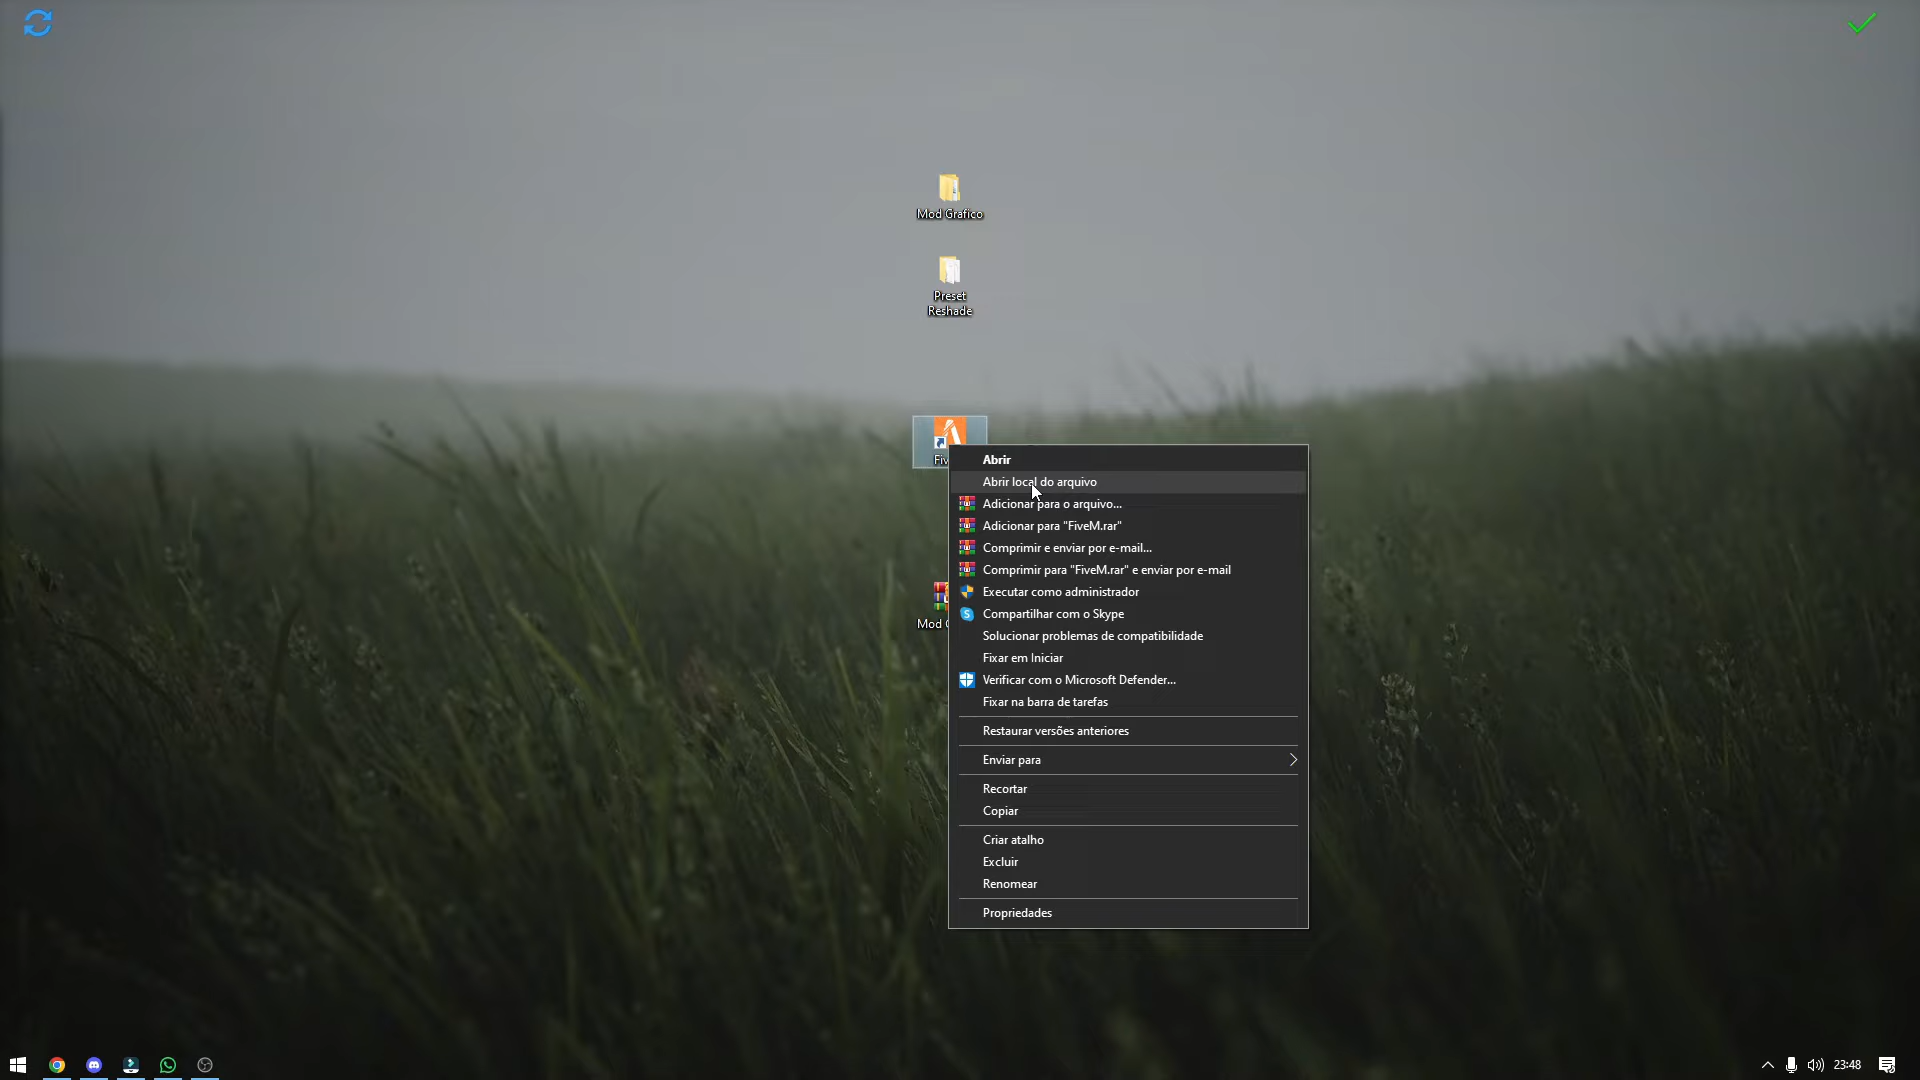 Mod Grafico
Preset
Reshade
Abrir
Abrir local do arquivo
Adicionar para o arquivo...
Adicionar para "FiveM.rar"
Comprimir e enviar por e-mail...
Comprimir para "FiveM.rar" e enviar por e-mail
Executar como administrador
Compartilhar com o Skype
Solucionar problemas de compatibilidade
Fixar em Iniciar
Verificar com o Microsoft Defender...
Fixar na barra de tarefas
Restaurar versões anteriores
Enviar para
Recortar
Copiar
Criar atalho
Excluir
Renomear
Propriedades
Mod
23:48